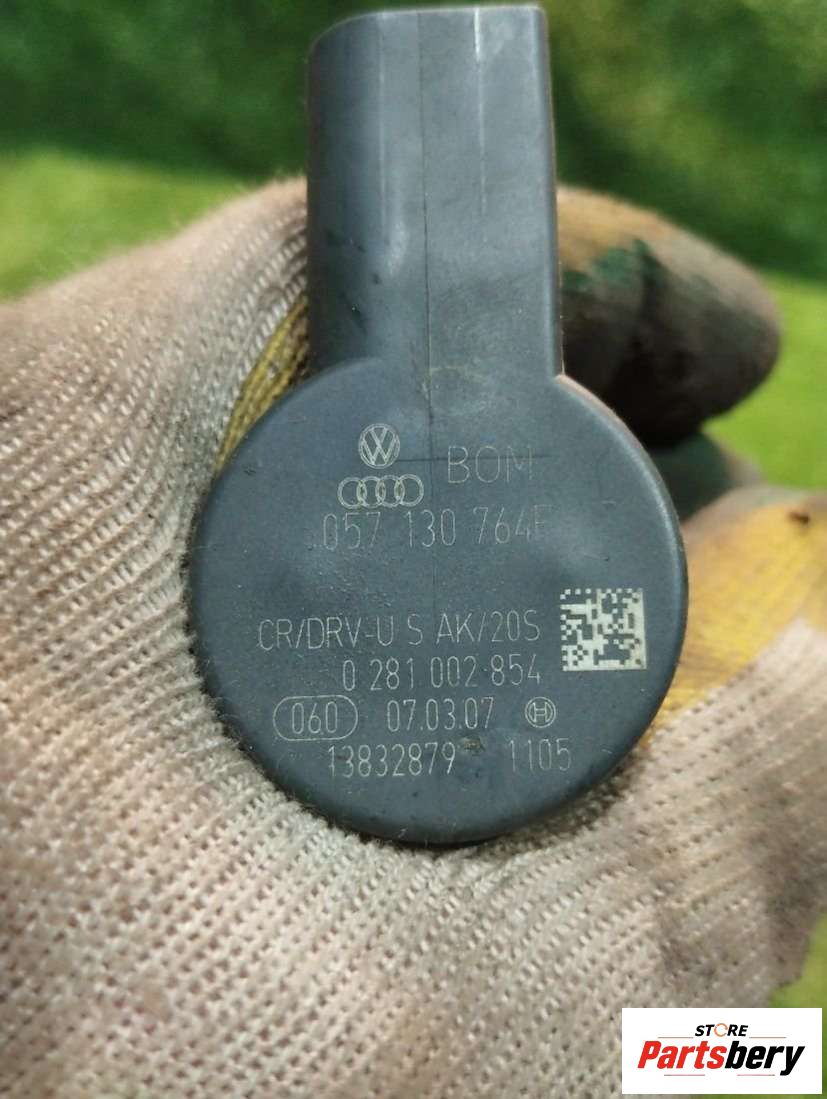 BOM
057 130 764F
CR/DRV-U S AK/20S
0 281 002 854
060 07.03.07
13832879 1105
STORE
Partsbery